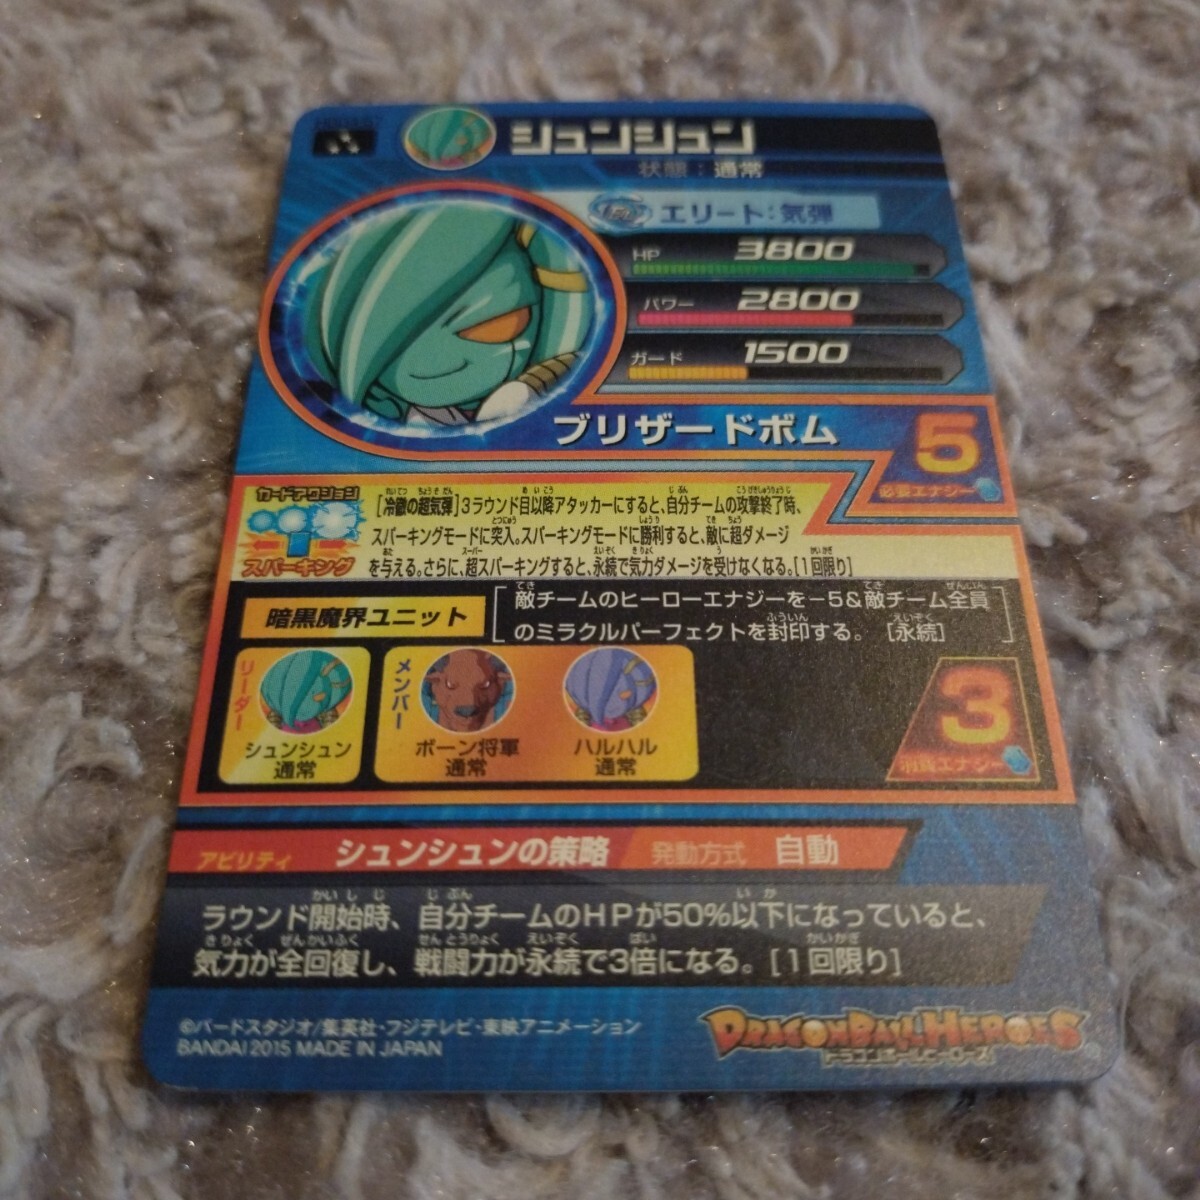 シュンシュン
状態：通常
エリート：気弾
HP 3800
パワー 2800
ガード 1500
ブリザードボム
5
必要エナジー
カードアクション
スパーキング
[冷徹の超気弾]3ラウンド目以降アタッカーにすると、自分チームの攻撃終了時、
スパーキングモードに突入。スパーキングモードに勝利すると、敵に超ダメージ
を与える。さらに、超スパーキングすると、永続で気力ダメージを受けなくなる。[1回限り]
暗黒魔界ユニット
敵チームのヒーローエナジーを−5&敵チーム全員
のミラクルパーフェクトを封印する。[永続]
リーダー
シュンシュン
通常
メンバー
ボーン将軍
通常
ハルハル
通常
3
消費エナジー
アビリティ シュンシュンの策略 発動方式 自動
ラウンド開始時、自分チームのHPが50%以下になっていると、
気力が全回復し、戦闘力が永続で3倍になる。[1回限り]
©バードスタジオ/集英社・フジテレビ・東映アニメーション
BANDAI 2015 MADE IN JAPAN
DRAGONBALL HEROES
ドラゴンボールヒーローズ